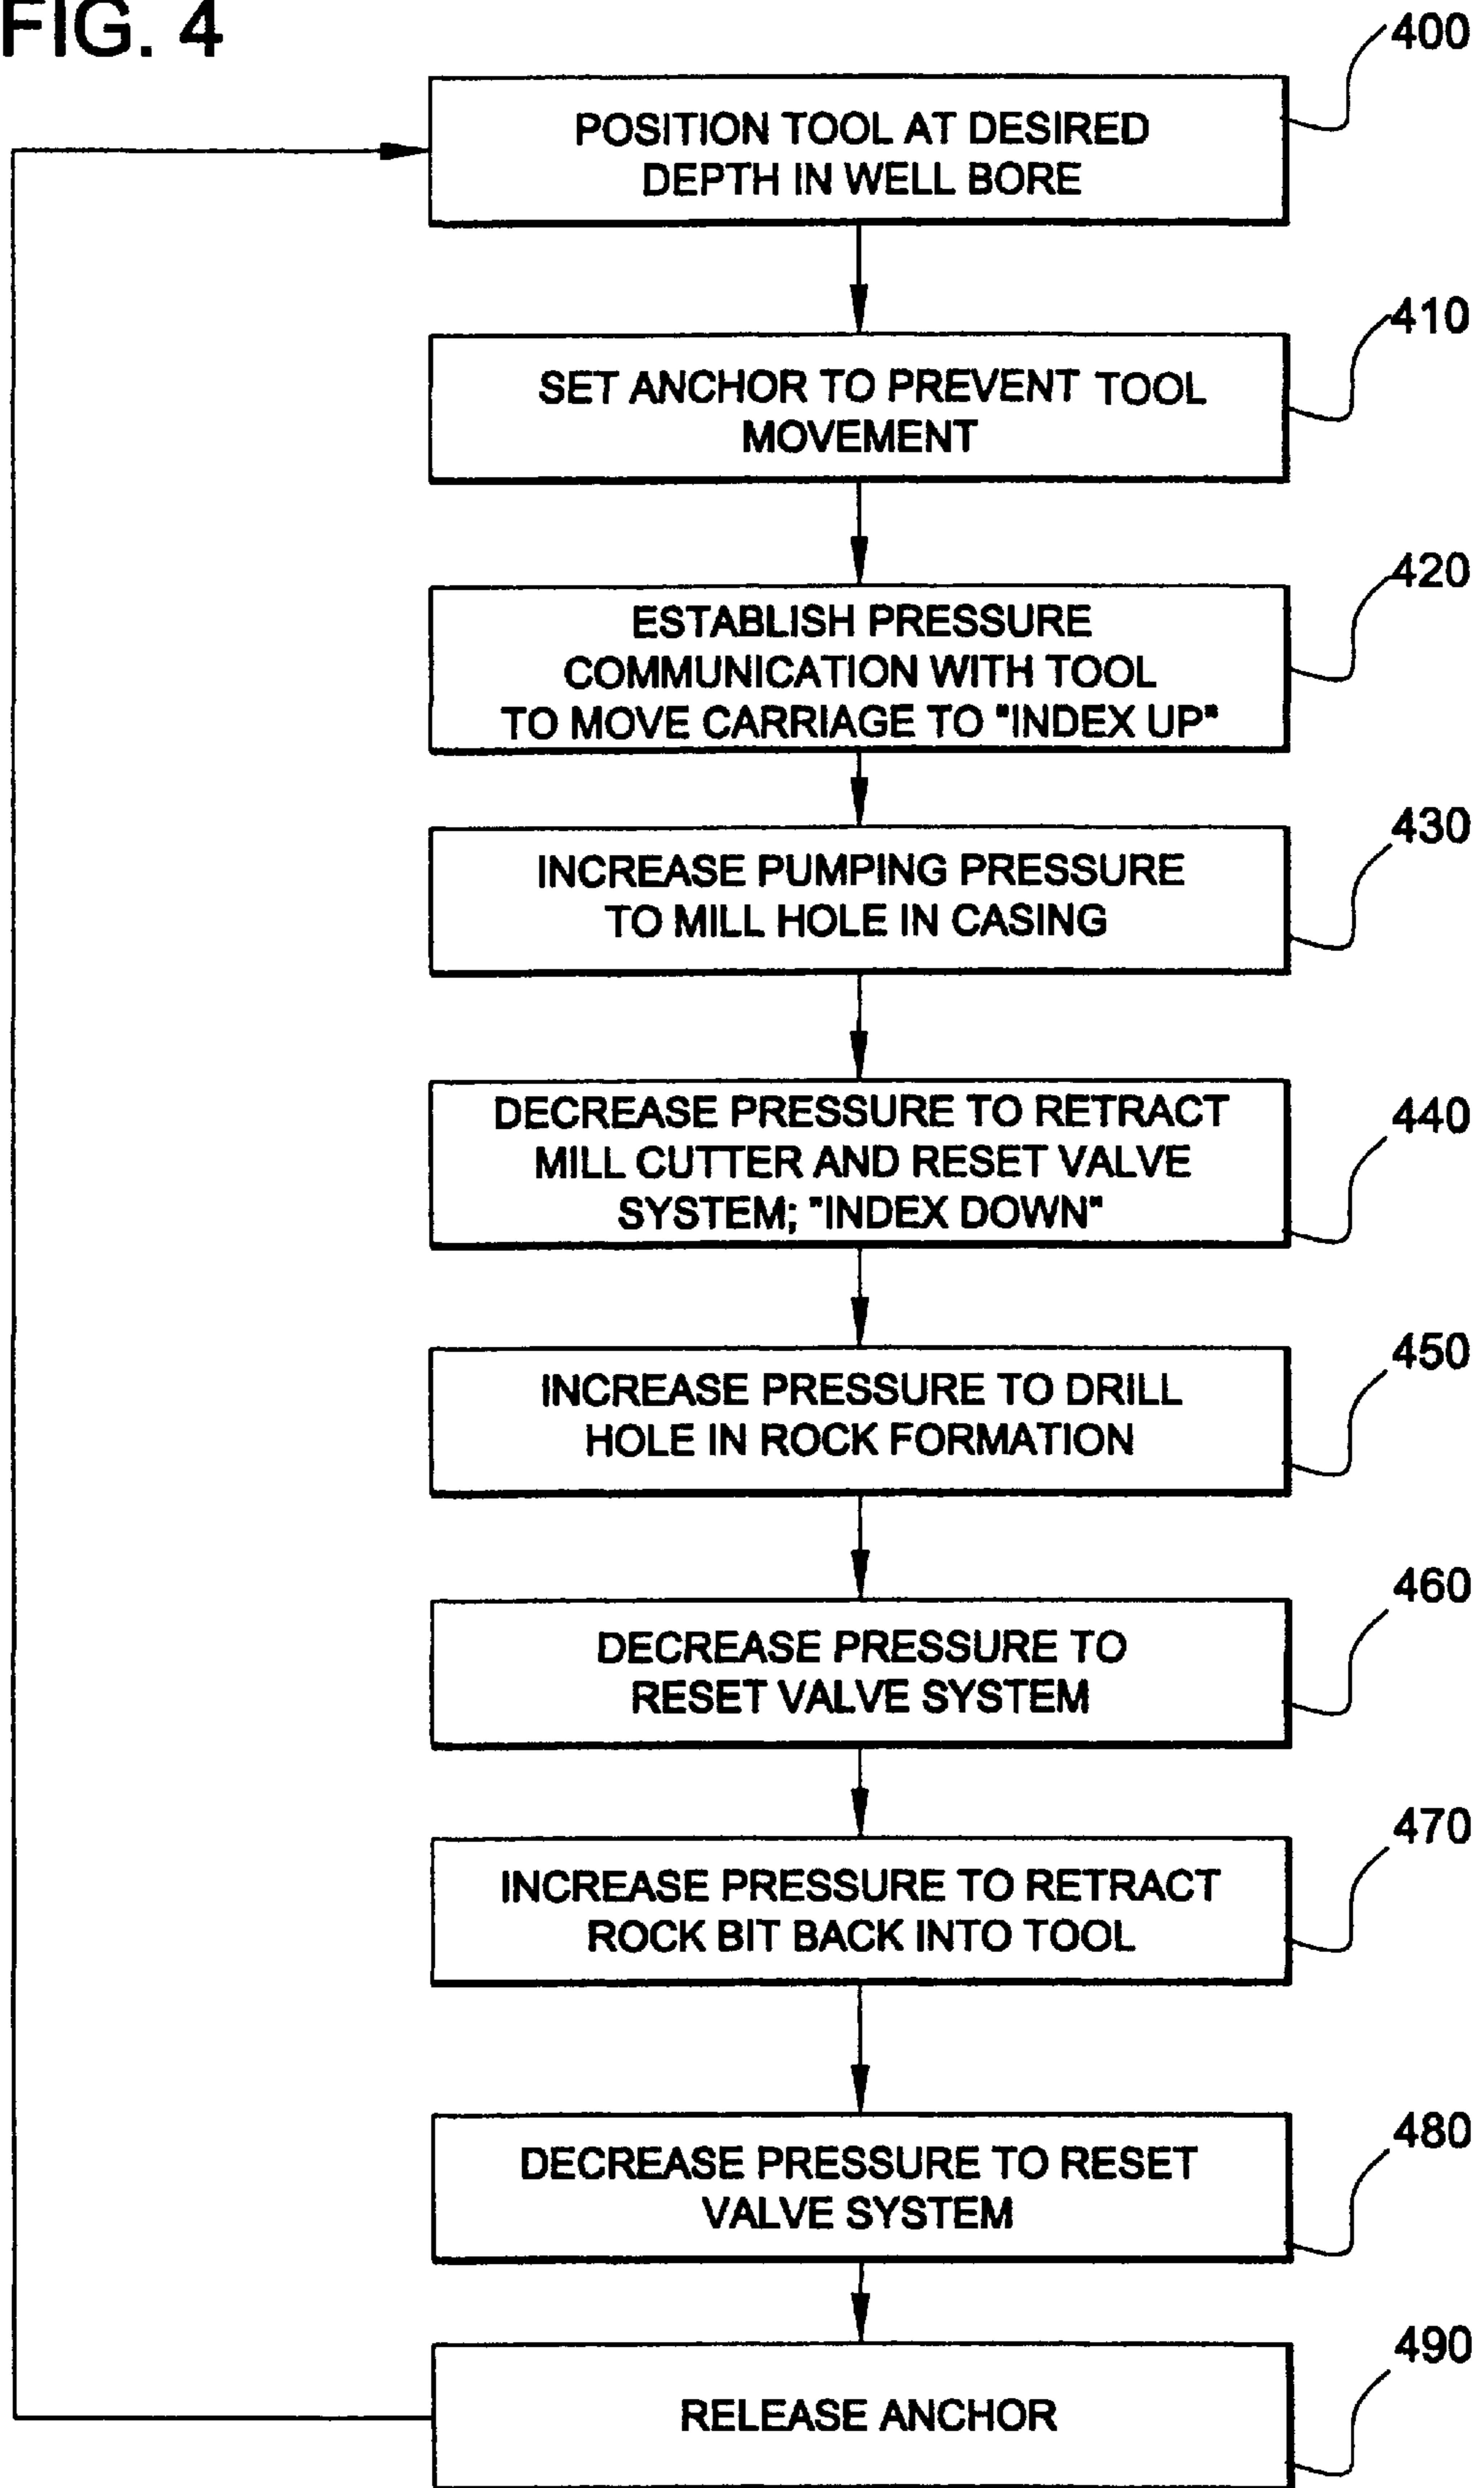 FIG. 4
400
POSITION TOOL AT DESIRED
DEPTH IN WELL BORE
410
SET ANCHOR TO PREVENT TOOL
MOVEMENT
420
ESTABLISH PRESSURE
COMMUNICATION WITH TOOL
TO MOVE CARRIAGE TO "INDEX UP"
430
INCREASE PUMPING PRESSURE
TO MILL HOLE IN CASING
440
DECREASE PRESSURE TO RETRACT
MILL CUTTER AND RESET VALVE
SYSTEM; "INDEX DOWN"
450
INCREASE PRESSURE TO DRILL
HOLE IN ROCK FORMATION
460
DECREASE PRESSURE TO
RESET VALVE SYSTEM
470
INCREASE PRESSURE TO RETRACT
ROCK BIT BACK INTO TOOL
480
DECREASE PRESSURE TO RESET
VALVE SYSTEM
490
RELEASE ANCHOR